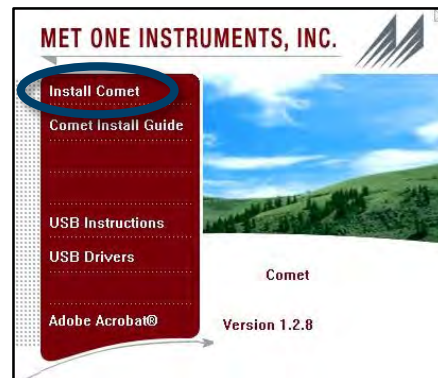 MET ONE INSTRUMENTS, INC.
Install Comet
Comet Install Guide
USB Instructions
USB Drivers
Comet
Adobe Acrobat®
Version 1.2.8